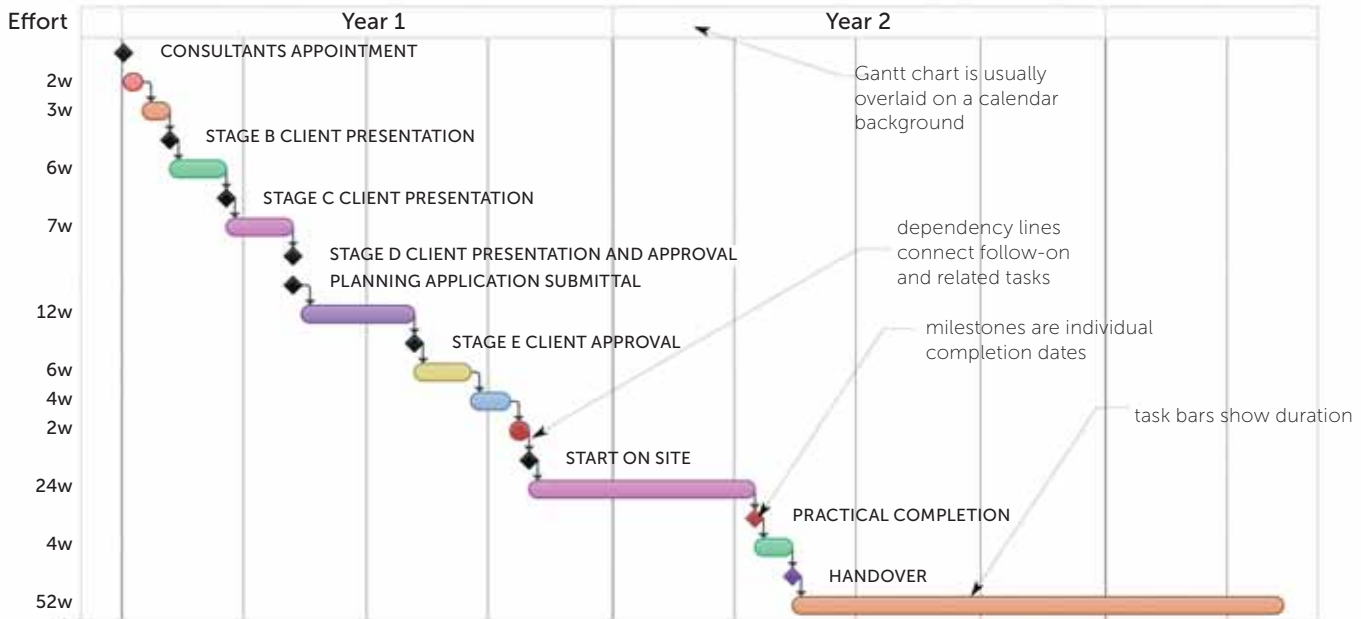 Effort Year 1 Year 2
CONSULTANTS APPOINTMENT
Gantt chart is usually
overlaid on a calendar
background
2w
3w
STAGE B CLIENT PRESENTATION
6w
STAGE C CLIENT PRESENTATION
7w
dependency lines
connect follow-on
and related tasks
STAGE D CLIENT PRESENTATION AND APPROVAL
PLANNING APPLICATION SUBMITTAL
12w
milestones are individual
completion dates
STAGE E CLIENT APPROVAL
6w
4w
task bars show duration
2w
START ON SITE
24w
PRACTICAL COMPLETION
4w
HANDOVER
52w